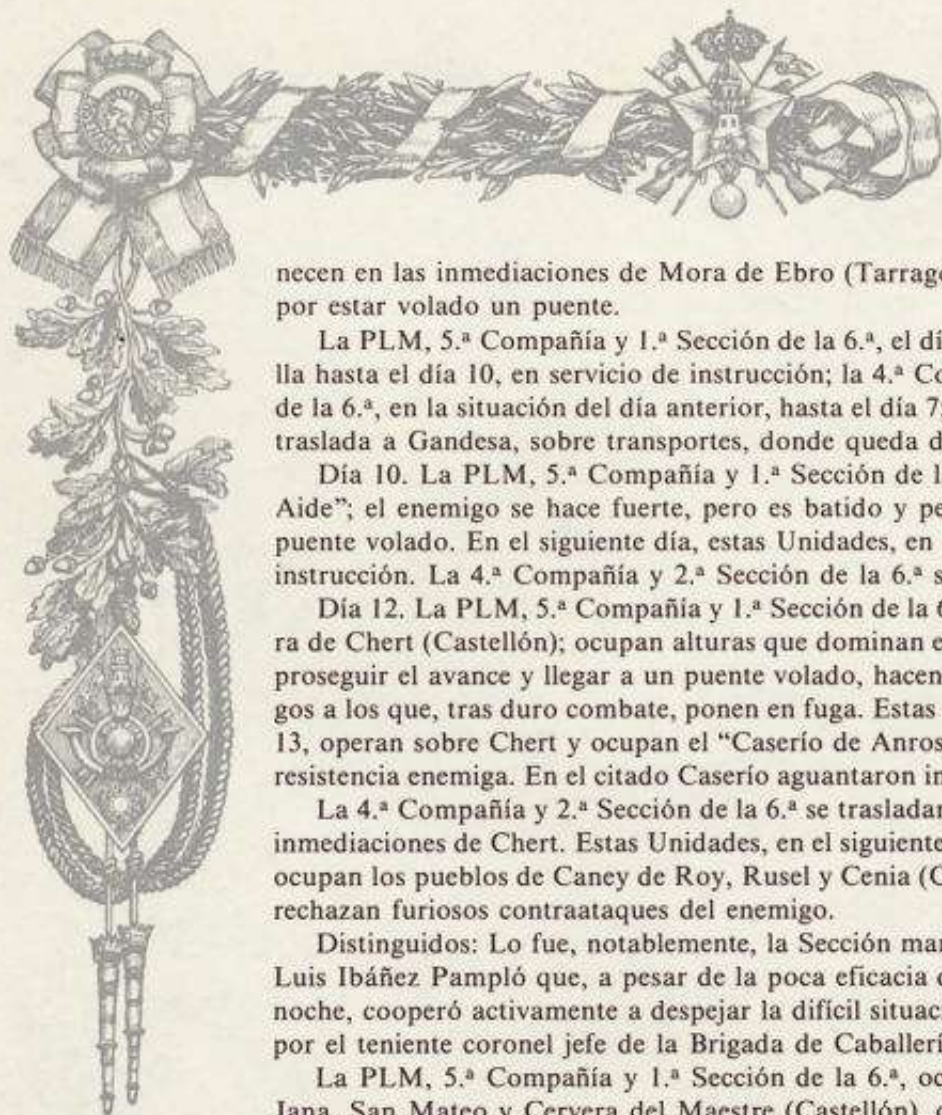 necen en las inmediaciones de Mora de Ebro (Tarrago
por estar volado un puente.
La PLM, 5.ª Compañía y 1.ª Sección de la 6.ª, el dí
lla hasta el día 10, en servicio de instrucción; la 4.ª Co
de la 6.ª, en la situación del día anterior, hasta el día 7
traslada a Gandesa, sobre transportes, donde queda d
Día 10. La PLM, 5.ª Compañía y 1.ª Sección de l
Aide”; el enemigo se hace fuerte, pero es batido y pe
puente volado. En el siguiente día, estas Unidades, en
instrucción. La 4.ª Compañía y 2.ª Sección de la 6.ª s
Día 12. La PLM, 5.ª Compañía y 1.ª Sección de la 6
ra de Chert (Castellón); ocupan alturas que dominan e
proseguir el avance y llegar a un puente volado, hacen
gos a los que, tras duro combate, ponen en fuga. Estas
13, operan sobre Chert y ocupan el “Caserío de Anros
resistencia enemiga. En el citado Caserío aguantaron in
La 4.ª Compañía y 2.ª Sección de la 6.ª se trasladar
inmediaciones de Chert. Estas Unidades, en el siguiente
ocupan los pueblos de Caney de Roy, Rusel y Cenia (C
rechazan furiosos contraataques del enemigo.
Distinguidos: Lo fue, notablemente, la Sección mar
Luis Ibáñez Pampló que, a pesar de la poca eficacia d
noche, cooperó activamente a despejar la difícil situac
por el teniente coronel jefe de la Brigada de Caballerí
La PLM, 5.ª Compañía y 1.ª Sección de la 6.ª, oc
Jana, San Mateo y Cervera del Maestre (Castellón)